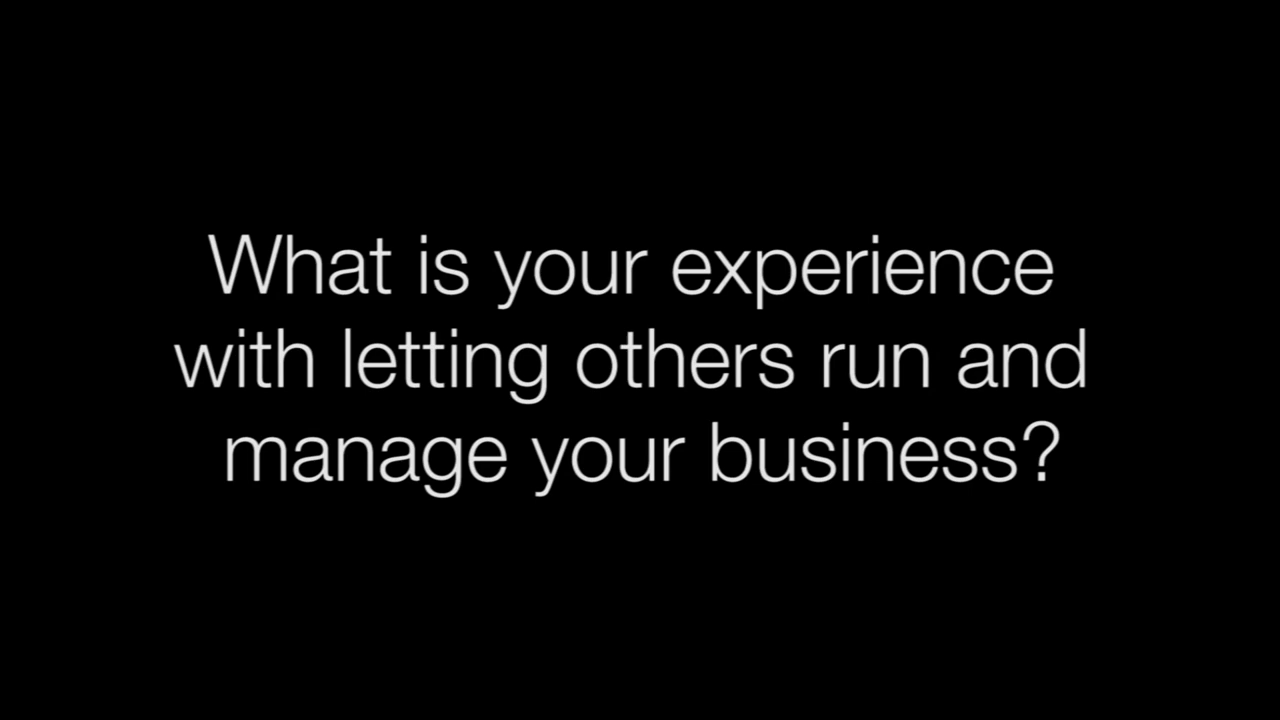 What is your experience
with letting others run and
manage your business?